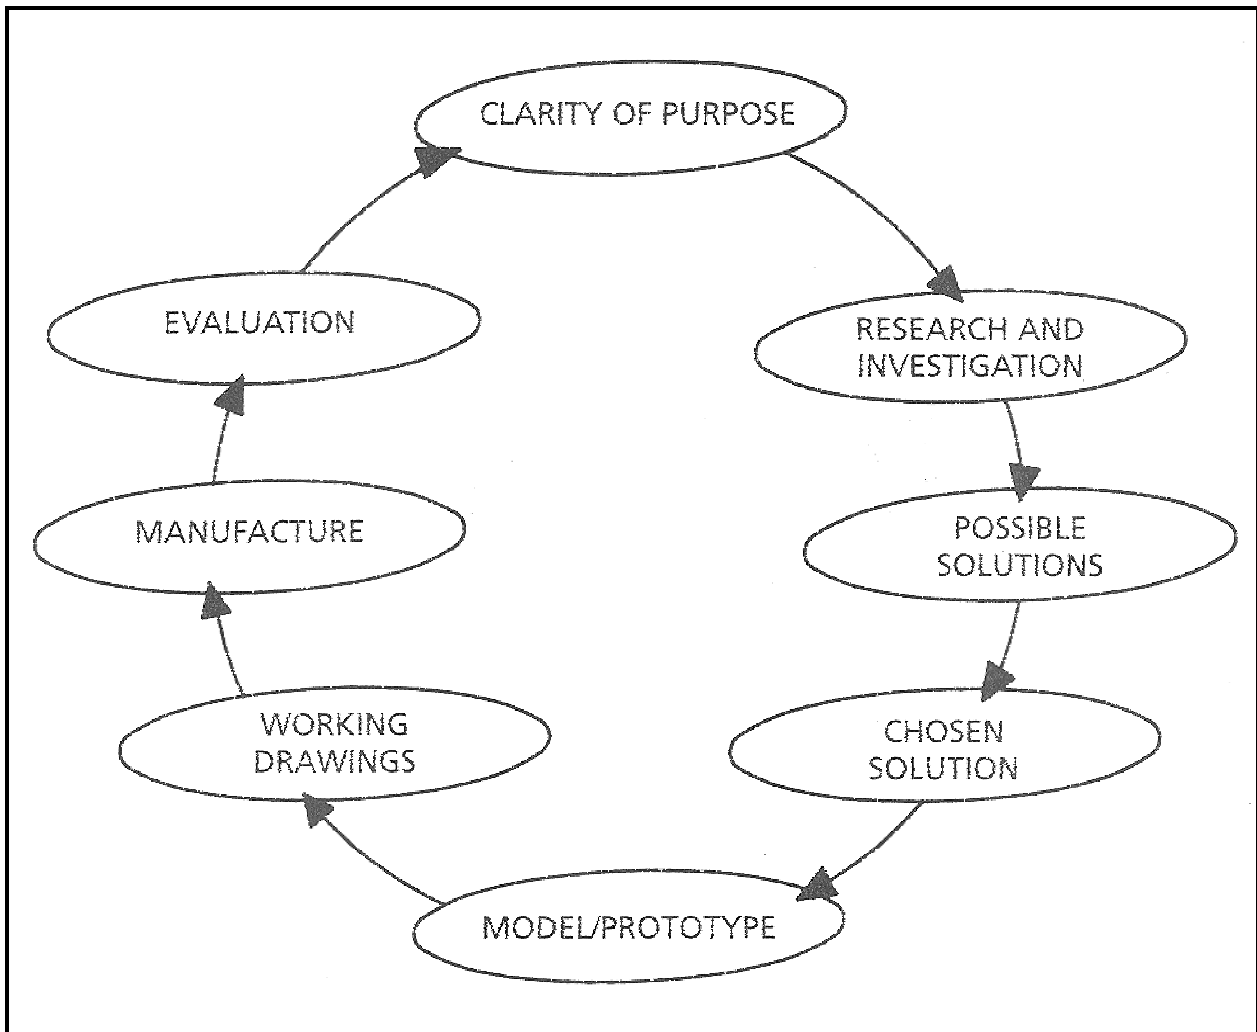 CLARITY OF PURPOSE
RESEARCH AND
INVESTIGATION
POSSIBLE
SOLUTIONS
CHOSEN
SOLUTION
MODEL/PROTOTYPE
WORKING
DRAWINGS
MANUFACTURE
EVALUATION